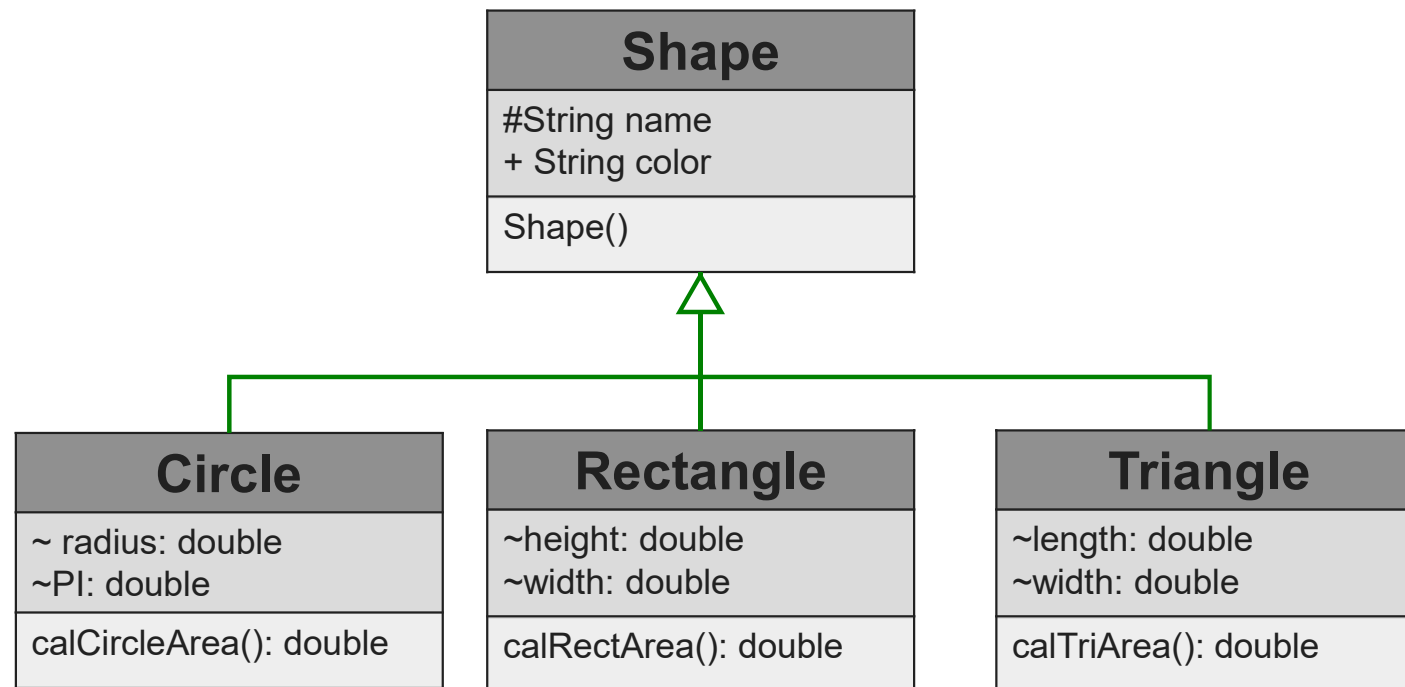 Shape
#String name
+ String color
Shape()
Circle
~ radius: double
~PI: double
calCircleArea(): double
Rectangle
~height: double
~width: double
calRectArea(): double
Triangle
~length: double
~width: double
calTriArea(): double